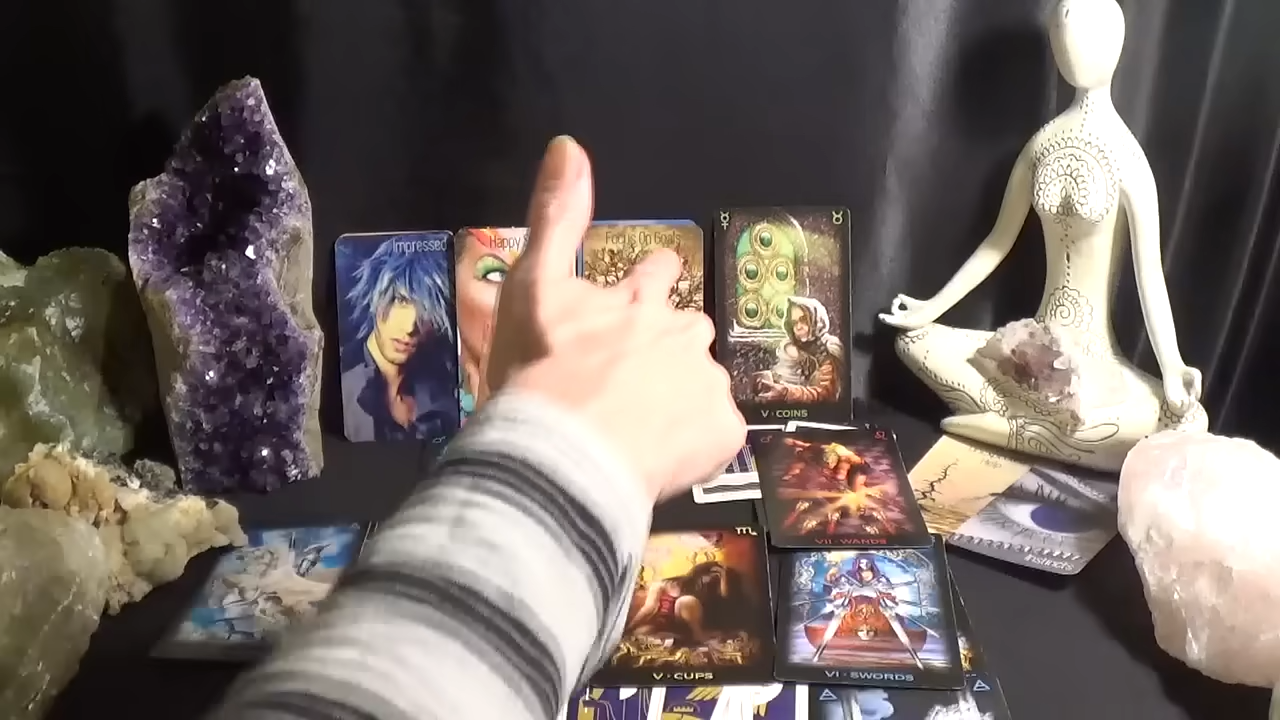 Impressed
Happy
Focus On Goals
V · COINS
VII · WANDS
V · CUPS
VI · SWORDS
Instincts